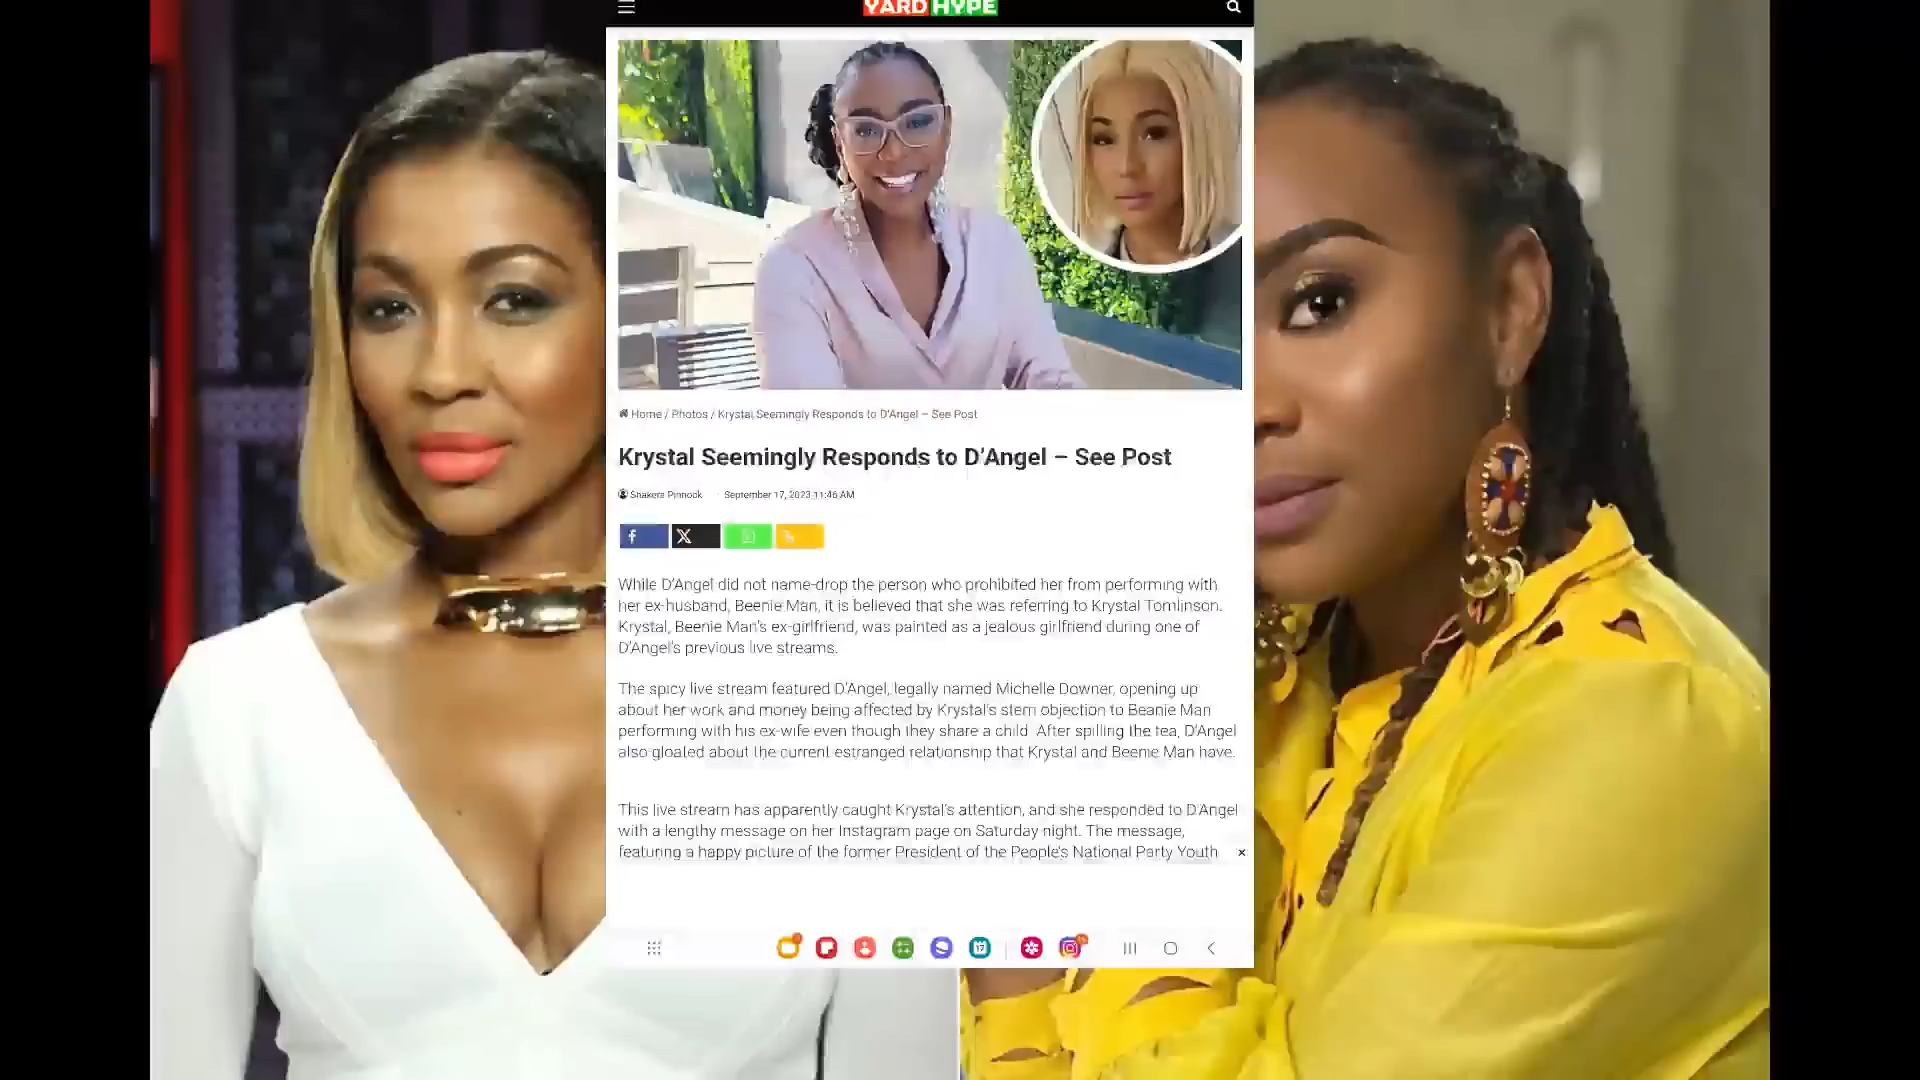 YARD HYPE
Home / Photos / Krystal Seemingly Responds to D'Angel – See Post
Krystal Seemingly Responds to D'Angel – See Post
Shakera Pinnock September 17, 2023 11:46 AM
While D'Angel did not name-drop the person who prohibited her from performing with
her ex-husband, Beenie Man, it is believed that she was referring to Krystal Tomlinson.
Krystal, Beenie Man's ex-girlfriend, was painted as a jealous girlfriend during one of
D'Angel's previous live streams.
The spicy live stream featured D'Angel, legally named Michelle Downer, opening up
about her work and money being affected by Krystal's stern objection to Beanie Man
performing with his ex-wife even though they share a child. After spilling the tea, D'Angel
also gloated about the current estranged relationship that Krystal and Beenie Man have.
This live stream has apparently caught Krystal's attention, and she responded to D'Angel
with a lengthy message on her Instagram page on Saturday night. The message,
featuring a happy picture of the former President of the People's National Party Youth
17